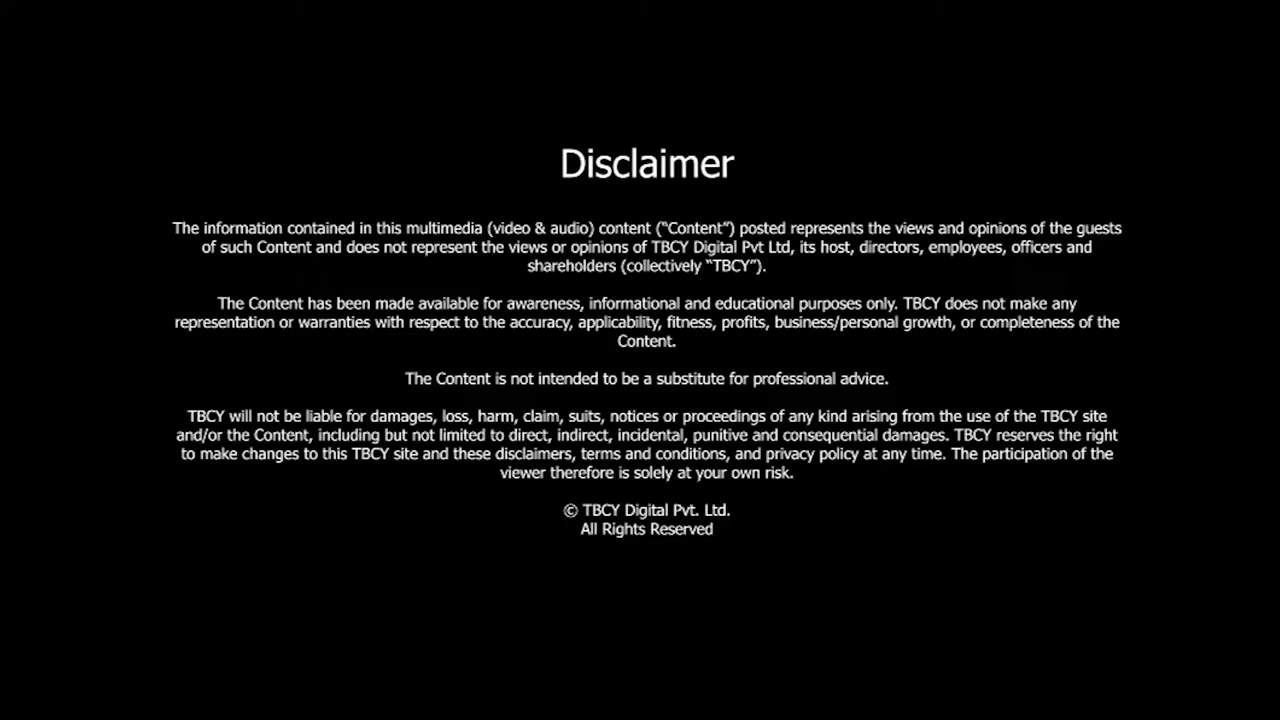 Disclaimer
The information contained in this multimedia (video & audio) content (“Content”) posted represents the views and opinions of the guests
of such Content and does not represent the views or opinions of TBCY Digital Pvt Ltd, its host, directors, employees, officers and
shareholders (collectively “TBCY”).
The Content has been made available for awareness, informational and educational purposes only. TBCY does not make any
representation or warranties with respect to the accuracy, applicability, fitness, profits, business/personal growth, or completeness of the
Content.
The Content is not intended to be a substitute for professional advice.
TBCY will not be liable for damages, loss, harm, claim, suits, notices or proceedings of any kind arising from the use of the TBCY site
and/or the Content, including but not limited to direct, indirect, incidental, punitive and consequential damages. TBCY reserves the right
to make changes to this TBCY site and these disclaimers, terms and conditions, and privacy policy at any time. The participation of the
viewer therefore is solely at your own risk.
© TBCY Digital Pvt. Ltd.
All Rights Reserved